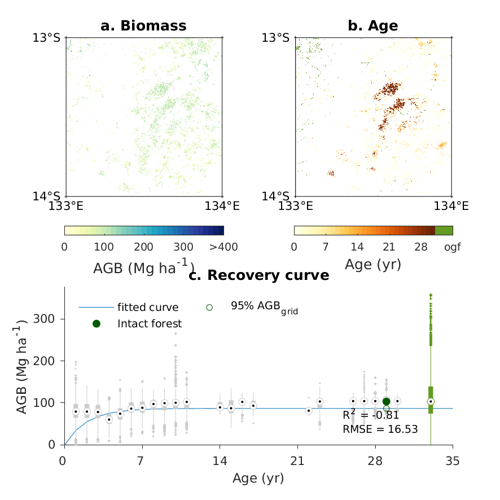 a. Biomass
b. Age
13°S
14°S
133°E
134°E
13°S
14°S
133°E
134°E
0 100 200 300 >400
AGB (Mg ha⁻¹)
0 7 14 21 28 ogf
Age (yr)
c. Recovery curve
fitted curve
95% AGB_grid
Intact forest
300
200
100
0
AGB (Mg ha⁻¹)
R² = -0.81
RMSE = 16.53
0 7 14 21 28 35
Age (yr)